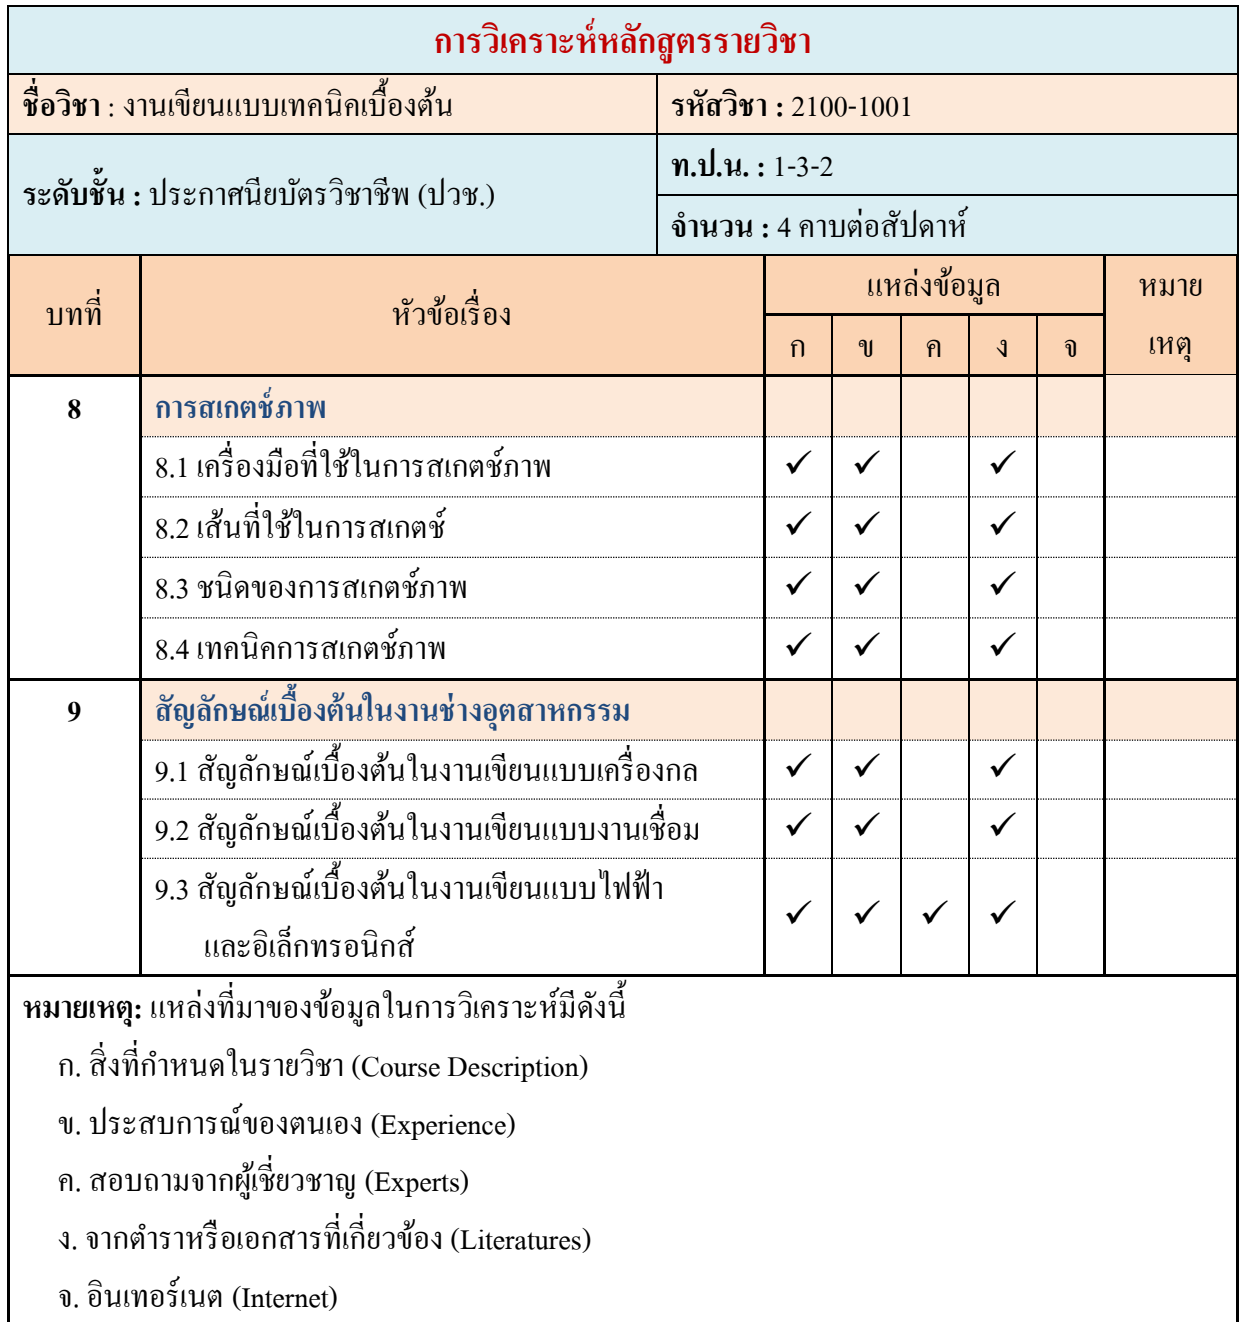 การวิเคราะห์หลักสูตรรายวิชา
ชื่อวิชา : งานเขียนแบบเทคนิคเบื้องต้น รหัสวิชา : 2100-1001
ระดับชั้น : ประกาศนียบัตรวิชาชีพ (ปวช.) ท.ป.น. : 1-3-2
จำนวน : 4 คาบต่อสัปดาห์
บทที่ หัวข้อเรื่อง แหล่งข้อมูล หมาย
ก ข ค ง จ เหตุ
8 การสเกตช์ภาพ
8.1 เครื่องมือที่ใช้ในการสเกตช์ภาพ ✓ ✓ ✓
8.2 เส้นที่ใช้ในการสเกตช์ ✓ ✓ ✓
8.3 ชนิดของการสเกตช์ภาพ ✓ ✓ ✓
8.4 เทคนิคการสเกตช์ภาพ ✓ ✓ ✓
9 สัญลักษณ์เบื้องต้นในงานช่างอุตสาหกรรม
9.1 สัญลักษณ์เบื้องต้นในงานเขียนแบบเครื่องกล ✓ ✓ ✓
9.2 สัญลักษณ์เบื้องต้นในงานเขียนแบบงานเชื่อม ✓ ✓ ✓
9.3 สัญลักษณ์เบื้องต้นในงานเขียนแบบไฟฟ้า
และอิเล็กทรอนิกส์ ✓ ✓ ✓ ✓
หมายเหตุ: แหล่งที่มาของข้อมูลในการวิเคราะห์มีดังนี้
ก. สิ่งที่กำหนดในรายวิชา (Course Description)
ข. ประสบการณ์ของตนเอง (Experience)
ค. สอบถามจากผู้เชี่ยวชาญ (Experts)
ง. จากตำราหรือเอกสารที่เกี่ยวข้อง (Literatures)
จ. อินเทอร์เนต (Internet)